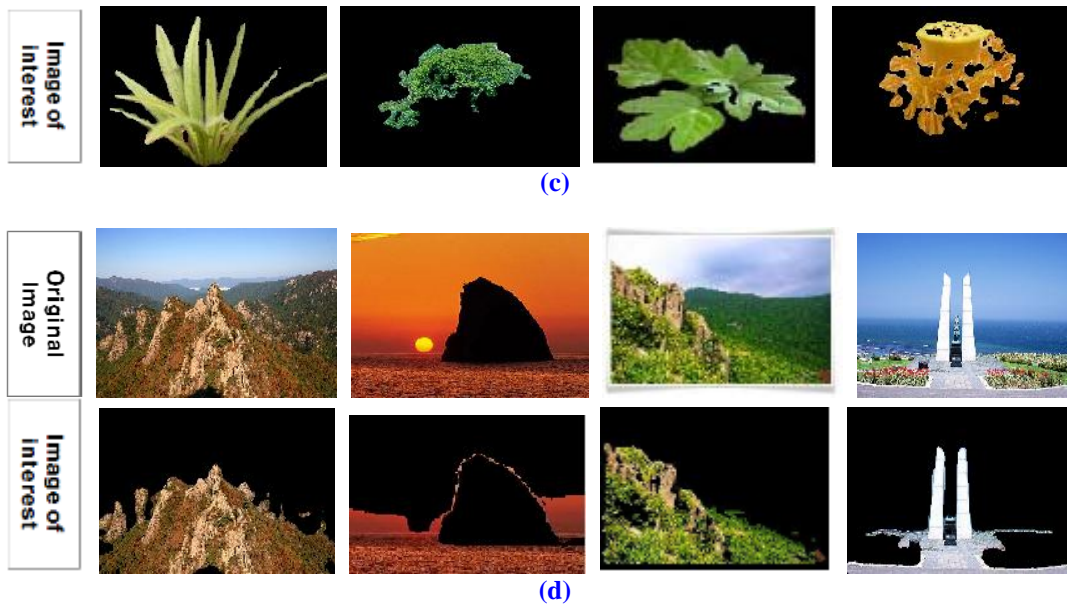 Image of
interest
(c)
Original
Image
Image of
interest
(d)